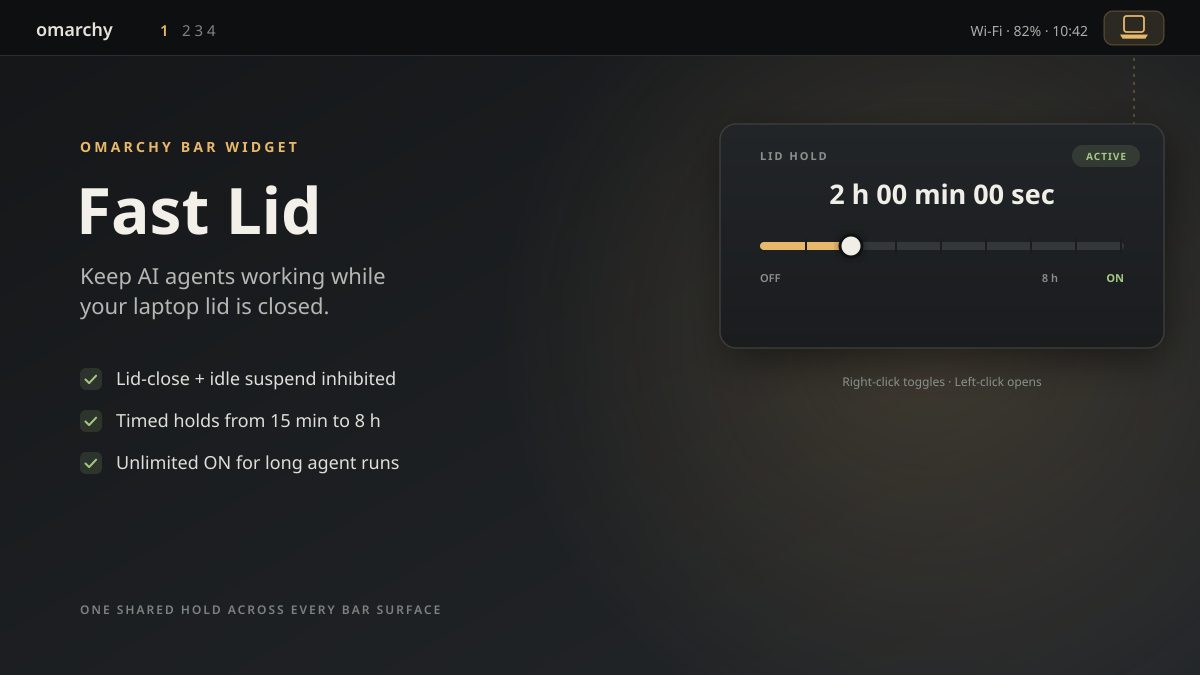 omarchy 1 2 3 4 Wi-Fi · 82% · 10:42
OMARCHY BAR WIDGET
Fast Lid
Keep AI agents working while
your laptop lid is closed.
Lid-close + idle suspend inhibited
Timed holds from 15 min to 8 h
Unlimited ON for long agent runs
ONE SHARED HOLD ACROSS EVERY BAR SURFACE
LID HOLD ACTIVE
2 h 00 min 00 sec
OFF 8 h ON
Right-click toggles · Left-click opens